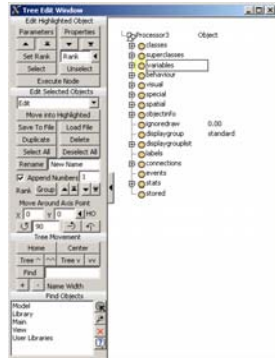 Tree Edit Window
Edit Highlighted Object
Parameters Properties
Set Rank Rank
Select Unselect
Execute Node
Edit Selected Objects
Edit
Move into Highlighted
Save To File Load File
Duplicate Delete
Select All Deselect All
Rename New Name
Append Numbers 1
Rank Group
Move Around Axis Point
X 0 Y 0 HO
90
Tree Movement
Home Center
Tree ^ ^^ Tree v vv
Find
+ - Name Width
Find Objects
Model
Library
Main
View
User Libraries
Processor3 Object
classes
superclasses
variables
behaviour
visual
special
spatial
objectinfo
ignoredraw 0.00
displaygroup standard
displaygrouplist
labels
connections
events
stats
stored